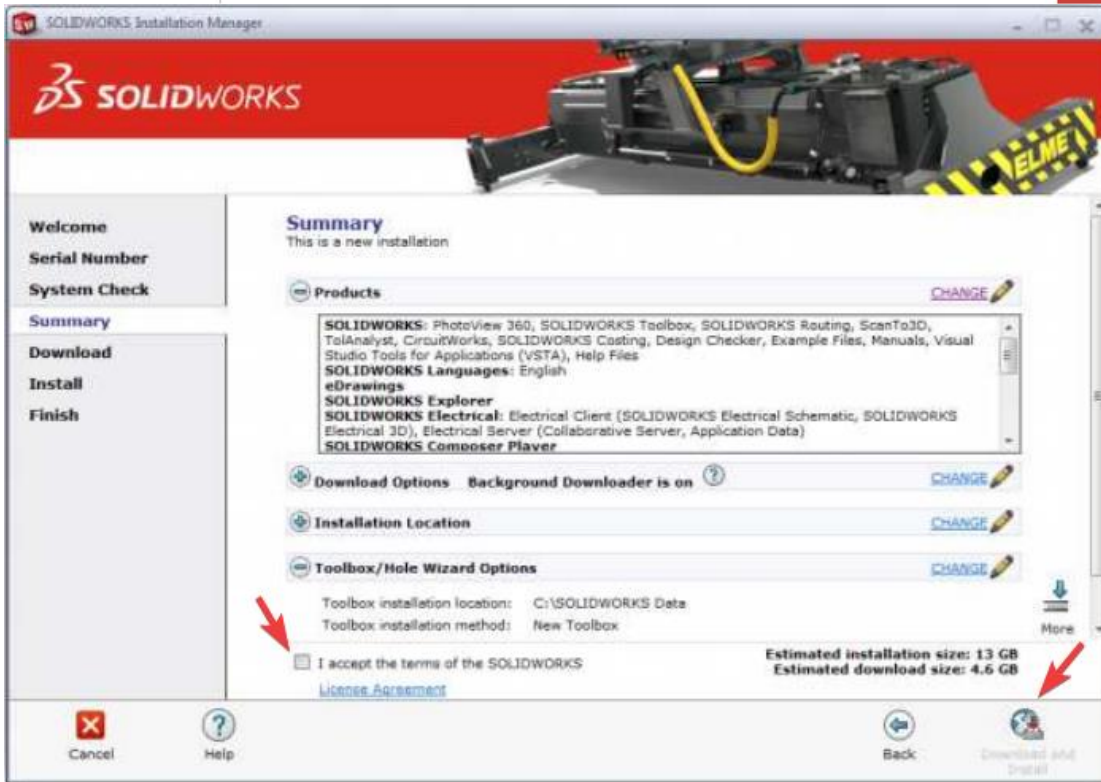 SOLIDWORKS Installation Manager
SOLIDWORKS
ELME
Welcome
Serial Number
System Check
Summary
Download
Install
Finish
Summary
This is a new installation
Products
CHANGE
SOLIDWORKS: PhotoView 360, SOLIDWORKS Toolbox, SOLIDWORKS Routing, ScanTo3D,
TolAnalyst, CircuitWorks, SOLIDWORKS Costing, Design Checker, Example Files, Manuals, Visual
Studio Tools for Applications (VSTA), Help Files
SOLIDWORKS Languages: English
eDrawings
SOLIDWORKS Explorer
SOLIDWORKS Electrical: Electrical Client (SOLIDWORKS Electrical Schematic, SOLIDWORKS
Electrical 3D), Electrical Server (Collaborative Server, Application Data)
SOLIDWORKS Composer Player
Download Options Background Downloader is on ?
CHANGE
Installation Location
CHANGE
Toolbox/Hole Wizard Options
CHANGE
Toolbox installation location: C:\SOLIDWORKS Data
Toolbox installation method: New Toolbox
More
I accept the terms of the SOLIDWORKS
License Agreement
Estimated installation size: 13 GB
Estimated download size: 4.6 GB
Cancel
Help
Back
Download and
Install